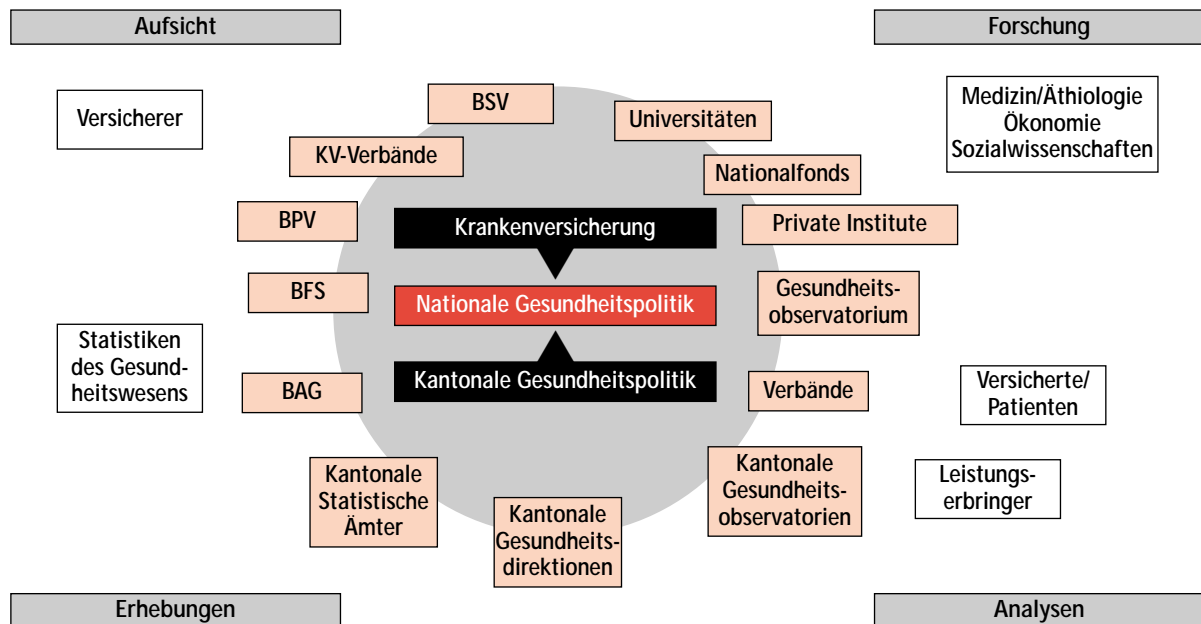 Aufsicht
Forschung
Versicherer
BSV
Universitäten
Medizin/Äthiologie
Ökonomie
Sozialwissenschaften
KV-Verbände
Nationalfonds
BPV
Krankenversicherung
Private Institute
BFS
Nationale Gesundheitspolitik
Gesundheits-
observatorium
Statistiken
des Gesund-
heitswesens
BAG
Kantonale Gesundheitspolitik
Verbände
Versicherte/
Patienten
Kantonale
Statistische
Ämter
Kantonale
Gesundheits-
direktionen
Kantonale
Gesundheits-
observatorien
Leistungs-
erbringer
Erhebungen
Analysen